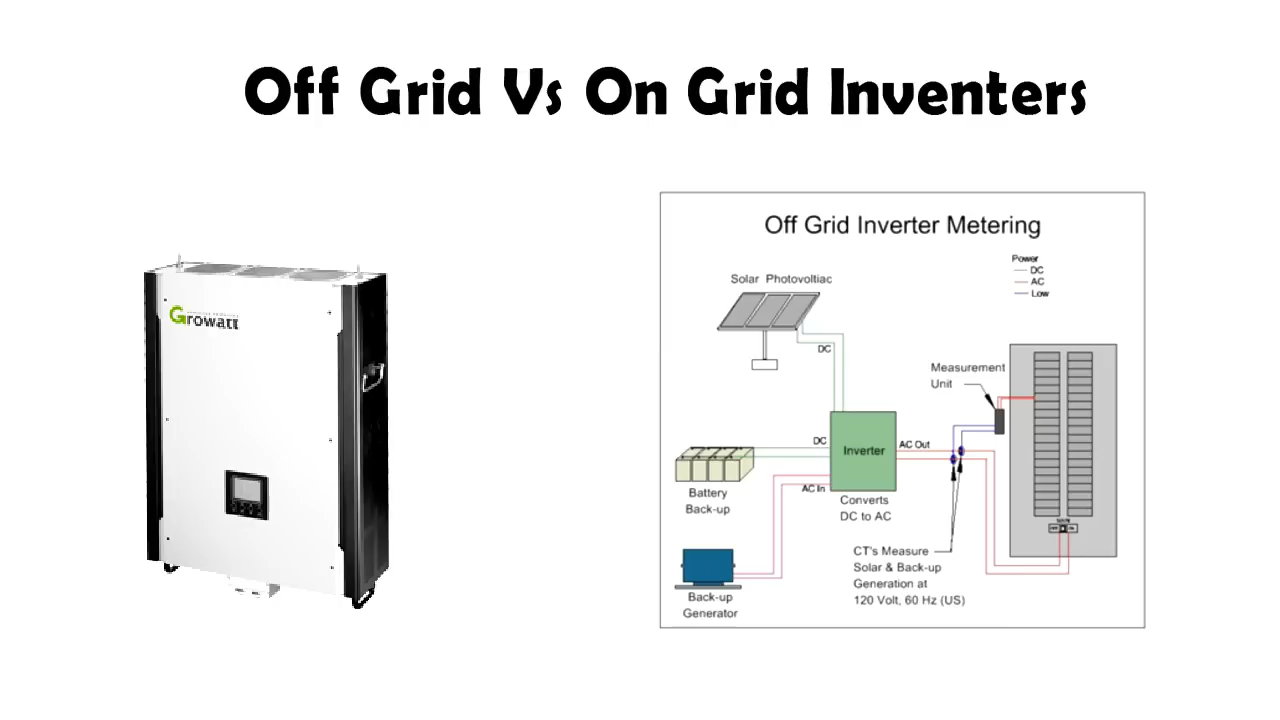 Off Grid Vs On Grid Inventers
Growatt
Off Grid Inverter Metering
Power
DC
AC
Low
Solar Photovoltiac
DC
Measurement
Unit
DC
Inverter
AC Out
AC In
Battery
Back-up
Converts
DC to AC
CT's Measure
Solar & Back-up
Generation at
120 Volt, 60 Hz (US)
Back-up
Generator